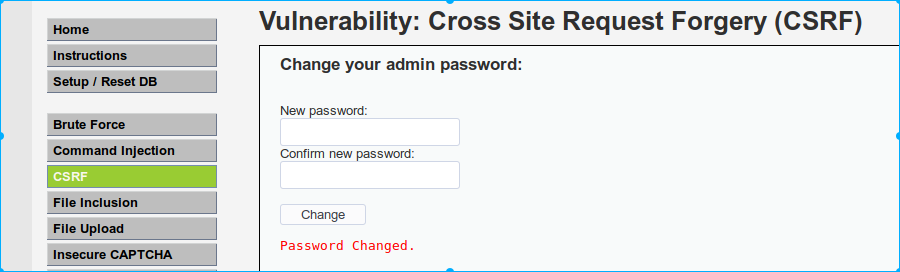 Vulnerability: Cross Site Request Forgery (CSRF)
Home
Instructions
Setup / Reset DB
Brute Force
Command Injection
CSRF
File Inclusion
File Upload
Insecure CAPTCHA
Change your admin password:
New password:
Confirm new password:
Change
Password Changed.